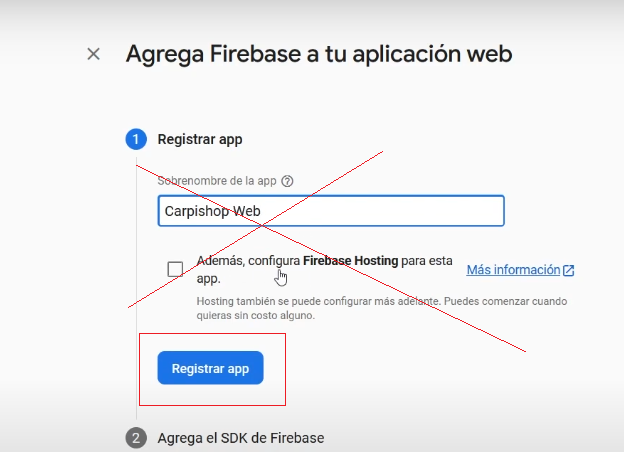 Agrega Firebase a tu aplicación web
1 Registrar app
Sobrenombre de la app
Carpishop Web
Además, configura Firebase Hosting para esta
app.
Más información
Hosting también se puede configurar más adelante. Puedes comenzar cuando
quieras sin costo alguno.
Registrar app
2 Agrega el SDK de Firebase